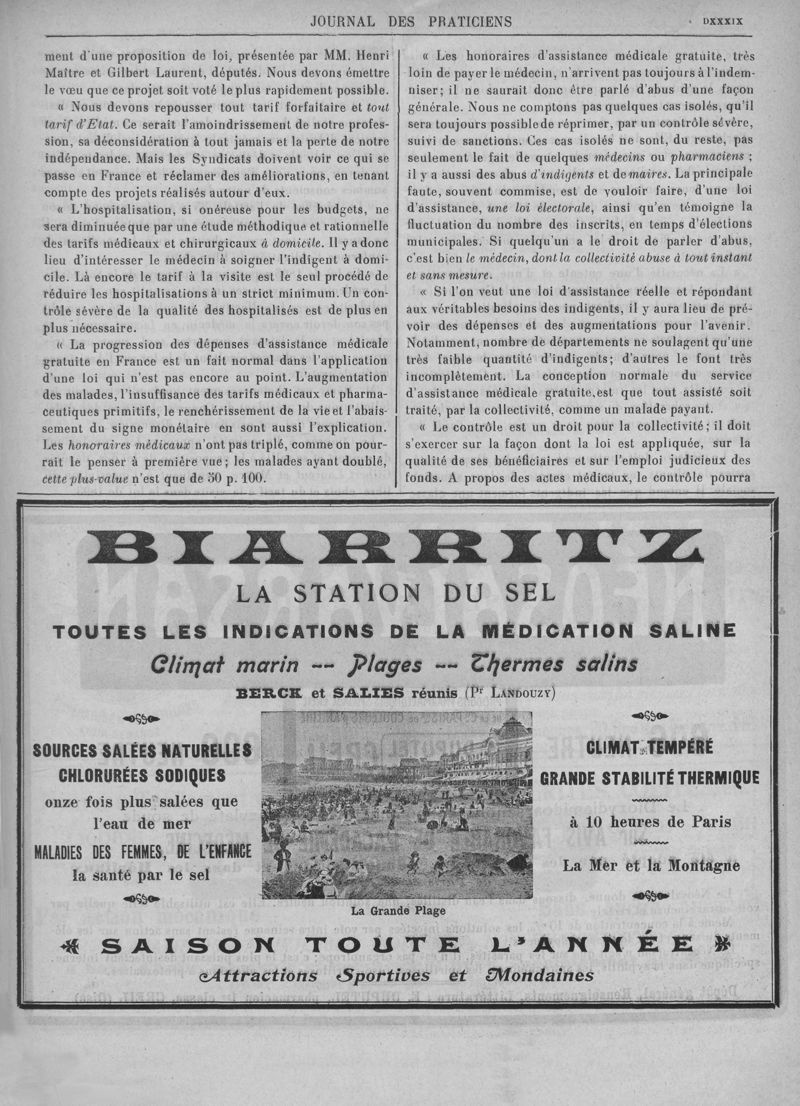 JOURNAL DES PRATICIENS
DXXXIX
ment d'une proposition de loi, présentée par MM. Henri
Maître et Gilbert Laurent, députés. Nous devons émettre
le vœu que ce projet soit voté le plus rapidement possible.
« Nous devons repousser tout tarif forfaitaire et tout
tarif d'Etat. Ce serait l'amoindrissement de notre profes-
sion, sa déconsidération à tout jamais et la perte de notre
indépendance. Mais les Syndicats doivent voir ce qui se
passe en France et réclamer des améliorations, en tenant
compte des projets réalisés autour d'eux.
« L'hospitalisation, si onéreuse pour les budgets, ne
sera diminuée que par une étude méthodique et rationnelle
des tarifs médicaux et chirurgicaux à domicile. Il y a donc
lieu d'intéresser le médecin à soigner l'indigent à domi-
cile. Là encore le tarif à la visite est le seul procédé de
réduire les hospitalisations à un strict minimum. Un con-
trôle sévère de la qualité des hospitalisés est de plus en
plus nécessaire.
« La progression des dépenses d'assistance médicale
gratuite en France est un fait normal dans l'application
d'une loi qui n'est pas encore au point. L'augmentation
des malades, l'insuffisance des tarifs médicaux et pharma-
ceutiques primitifs, le renchérissement de la vie et l'abais-
sement du signe monétaire en sont aussi l'explication.
Les honoraires médicaux n'ont pas triplé, comme on pour-
rait le penser à première vue ; les malades ayant doublé,
cette plus-value n'est que de 50 p. 100.
« Les honoraires d'assistance médicale gratuite, très
loin de payer le médecin, n'arrivent pas toujours à l'indem-
niser ; il ne saurait donc être parlé d'abus d'une façon
générale. Nous ne comptons pas quelques cas isolés, qu'il
sera toujours possible de réprimer, par un contrôle sévère,
suivi de sanctions. Ces cas isolés ne sont, du reste, pas
seulement le fait de quelques médecins ou pharmaciens ;
il y a aussi des abus d'indigents et de maires. La principale
faute, souvent commise, est de vouloir faire, d'une loi
d'assistance, une loi électorale, ainsi qu'en témoigne la
fluctuation du nombre des inscrits, en temps d'élections
municipales. Si quelqu'un a le droit de parler d'abus,
c'est bien le médecin, dont la collectivité abuse à tout instant
et sans mesure.
« Si l'on veut une loi d'assistance réelle et répondant
aux véritables besoins des indigents, il y aura lieu de pré-
voir des dépenses et des augmentations pour l'avenir.
Notamment, nombre de départements ne soulagent qu'une
très faible quantité d'indigents ; d'autres le font très
incomplètement. La conception normale du service
d'assistance médicale gratuite, est que tout assisté soit
traité, par la collectivité, comme un malade payant.
« Le contrôle est un droit pour la collectivité ; il doit
s'exercer sur la façon dont la loi est appliquée, sur la
qualité de ses bénéficiaires et sur l'emploi judicieux des
fonds. A propos des actes médicaux, le contrôle pourra
BIARRITZ
LA STATION DU SEL
TOUTES LES INDICATIONS DE LA MÉDICATION SALINE
Climat marin -- Plages -- Thermes salins
BERCK et SALIES réunis (Pr LANDOUZY)
SOURCES SALÉES NATURELLES
CHLORURÉES SODIQUES
onze fois plus salées que
l'eau de mer
MALADIES DES FEMMES, DE L'ENFANCE
la santé par le sel
La Grande Plage
CLIMAT TEMPÉRÉ
GRANDE STABILITÉ THERMIQUE
à 10 heures de Paris
La Mer et la Montagne
SAISON TOUTE L'ANNÉE
Attractions Sportives et Mondaines